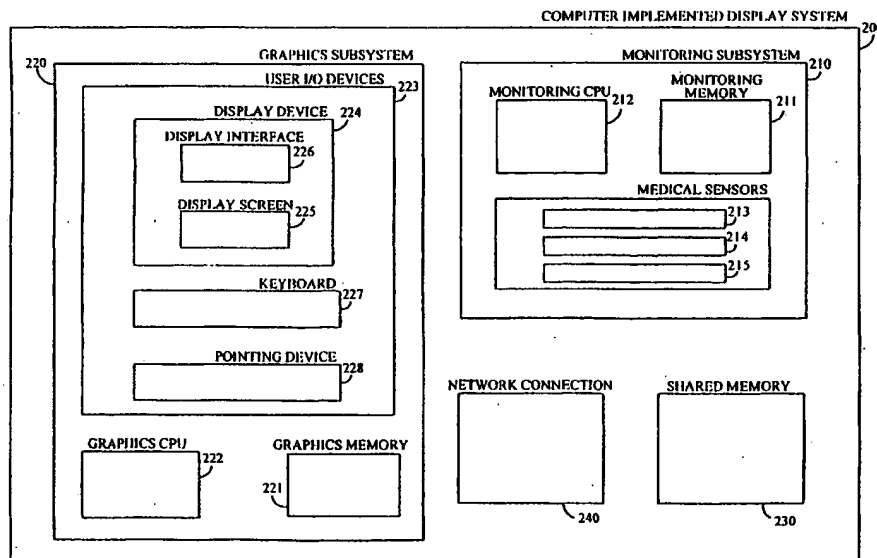 COMPUTER IMPLEMENTED DISPLAY SYSTEM
20
GRAPHICS SUBSYSTEM
220
USER I/O DEVICES
223
DISPLAY DEVICE
224
DISPLAY INTERFACE
226
DISPLAY SCREEN
225
KEYBOARD
227
POINTING DEVICE
228
GRAPHICS CPU
222
GRAPHICS MEMORY
221
MONITORING SUBSYSTEM
210
MONITORING CPU
212
MONITORING
MEMORY
211
MEDICAL SENSORS
213
214
215
NETWORK CONNECTION
240
SHARED MEMORY
230